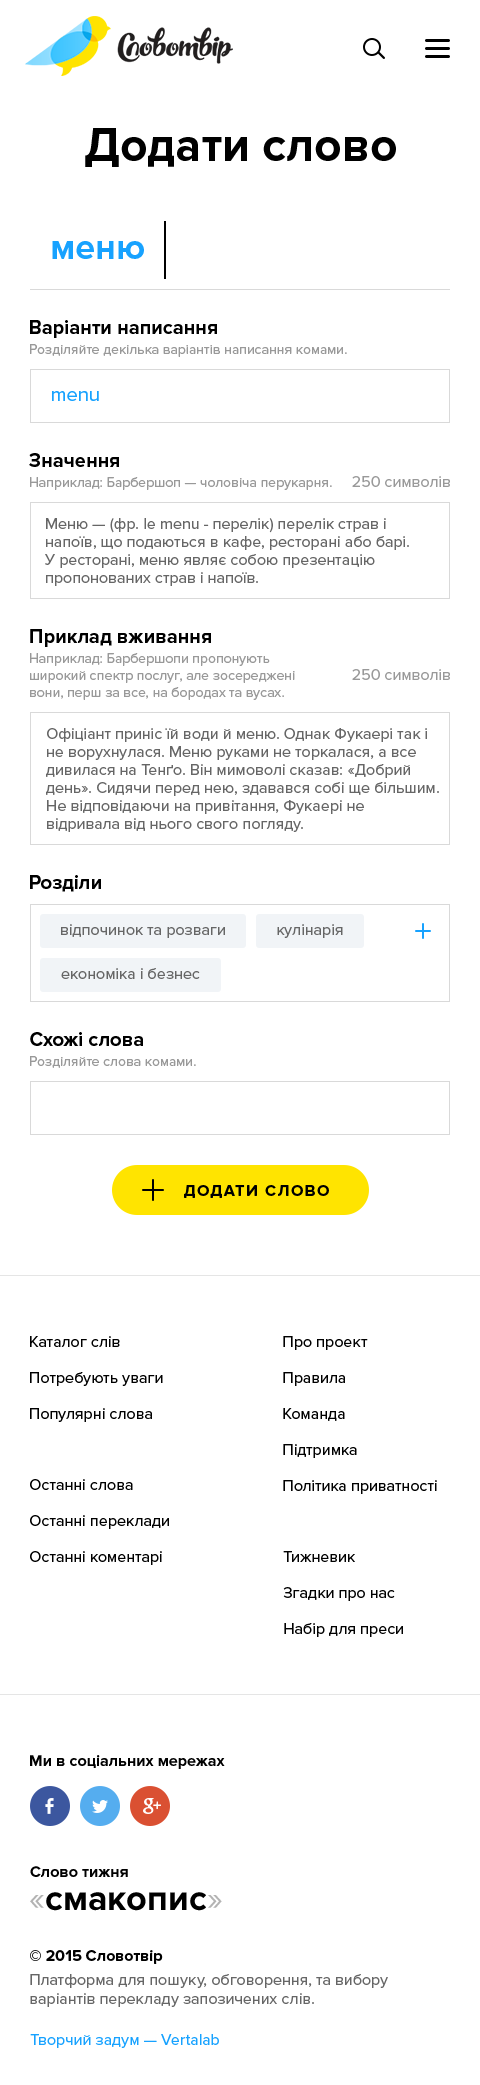 Словотвір
Додати слово
меню
Варіанти написання
Розділяйте декілька варіантів написання комами.
menu
Значення
Наприклад: Барбершоп — чоловіча перукарня.
250 символів
Меню — (фр. le menu - перелік) перелік страв і
напоїв, що подаються в кафе, ресторані або барі.
У ресторані, меню являє собою презентацію
пропонованих страв і напоїв.
Приклад вживання
Наприклад: Барбершопи пропонують
широкий спектр послуг, але зосереджені
вони, перш за все, на бородах та вусах.
250 символів
Офіціант приніс їй води й меню. Однак Фукаері так і
не ворухнулася. Меню руками не торкалася, а все
дивилася на Тенґо. Він мимоволі сказав: «Добрий
день». Сидячи перед нею, здавався собі ще більшим.
Не відповідаючи на привітання, Фукаері не
відривала від нього свого погляду.
Розділи
відпочинок та розваги
кулінарія
економіка і бізнес
Схожі слова
Розділяйте слова комами.
ДОДАТИ СЛОВО
Каталог слів
Потребують уваги
Популярні слова
Останні слова
Останні переклади
Останні коментарі
Про проект
Правила
Команда
Підтримка
Політика приватності
Тижневик
Згадки про нас
Набір для преси
Ми в соціальних мережах
Слово тижня
«смакопис»
© 2015 Словотвір
Платформа для пошуку, обговорення, та вибору
варіантів перекладу запозичених слів.
Творчий задум — Vertalab